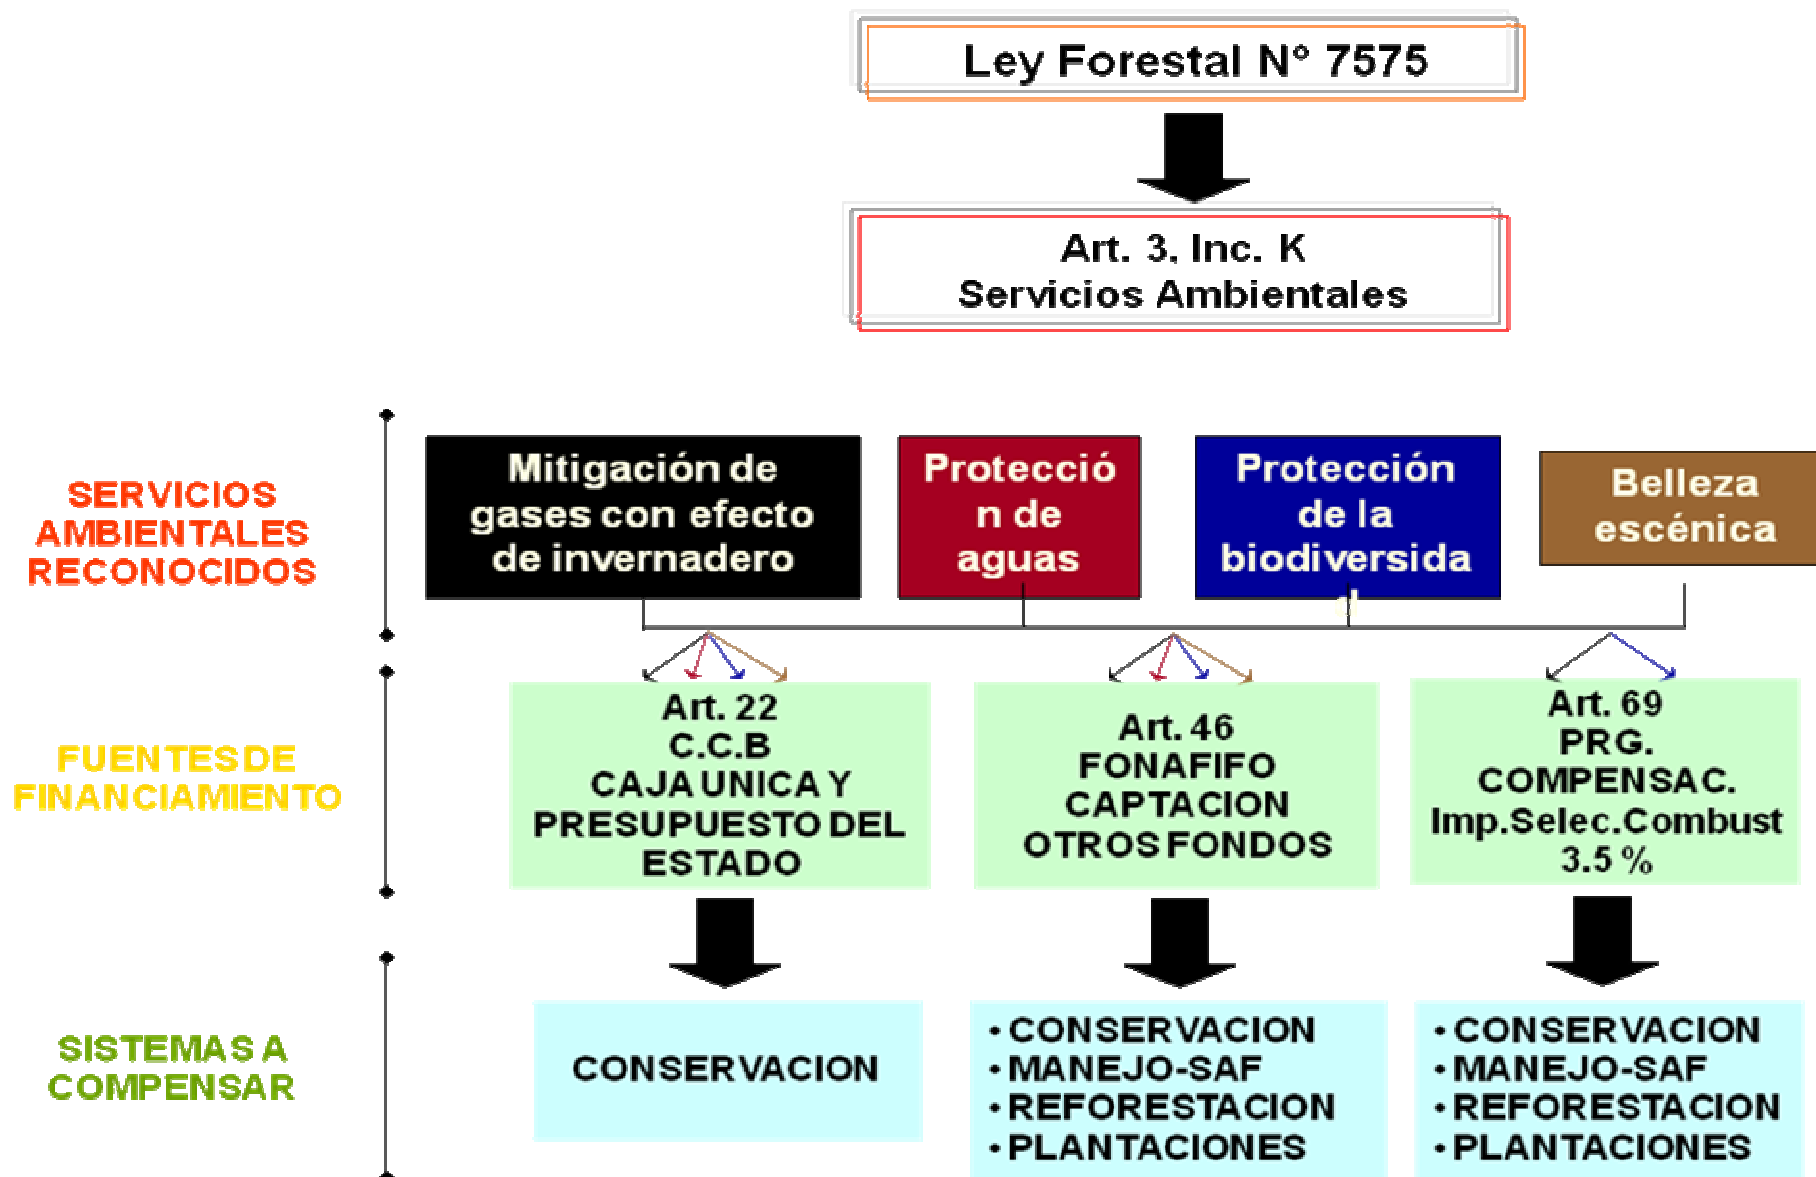 Ley Forestal N° 7575
Art. 3. Inc. K
Servicios Ambientales
SERVICIOS
AMBIENTALES
RECONOCIDOS
Mitigación de
gases con efecto
de invernadero
Protecció
n de
aguas
Protección
de la
biodiversida
d
Belleza
escénica
FUENTES DE
FINANCIAMIENTO
Art. 22
C.C.B
CAJA UNICA Y
PRESUPUESTO DEL
ESTADO
Art. 46
FONAFIFO
CAPTACION
OTROS FONDOS
Art. 69
PRG.
COMPENSAC.
Imp.Selec.Combust
3.5 %
SISTEMAS A
COMPENSAR
CONSERVACION
• CONSERVACION
• MANEJO-SAF
• REFORESTACION
• PLANTACIONES
• CONSERVACION
• MANEJO-SAF
• REFORESTACION
• PLANTACIONES